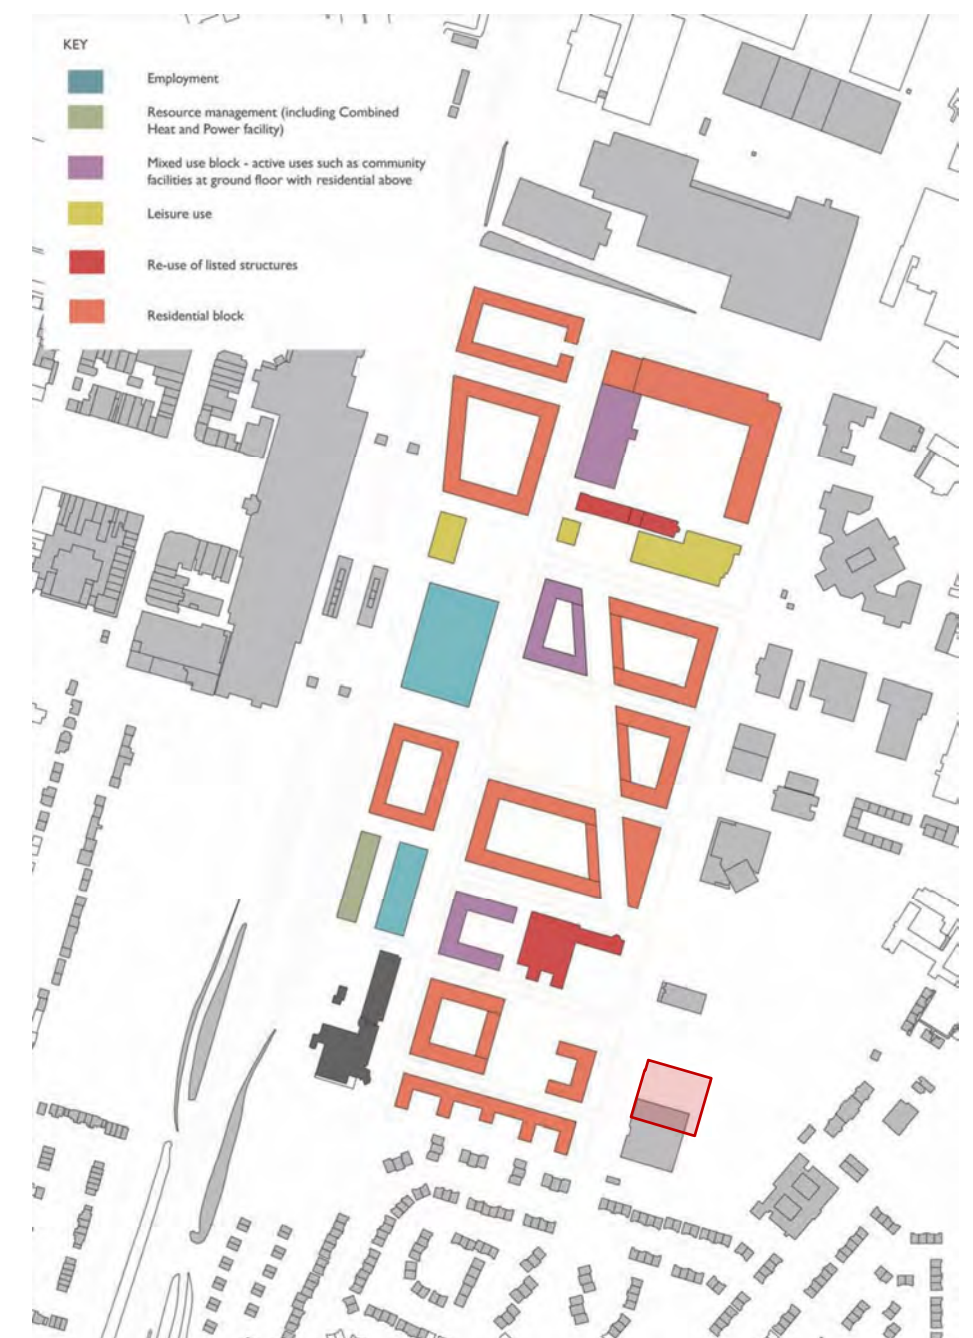 KEY
Employment
Resource management (including Combined
Heat and Power facility)
Mixed use block - active uses such as community
facilities at ground floor with residential above
Leisure use
Re-use of listed structures
Residential block